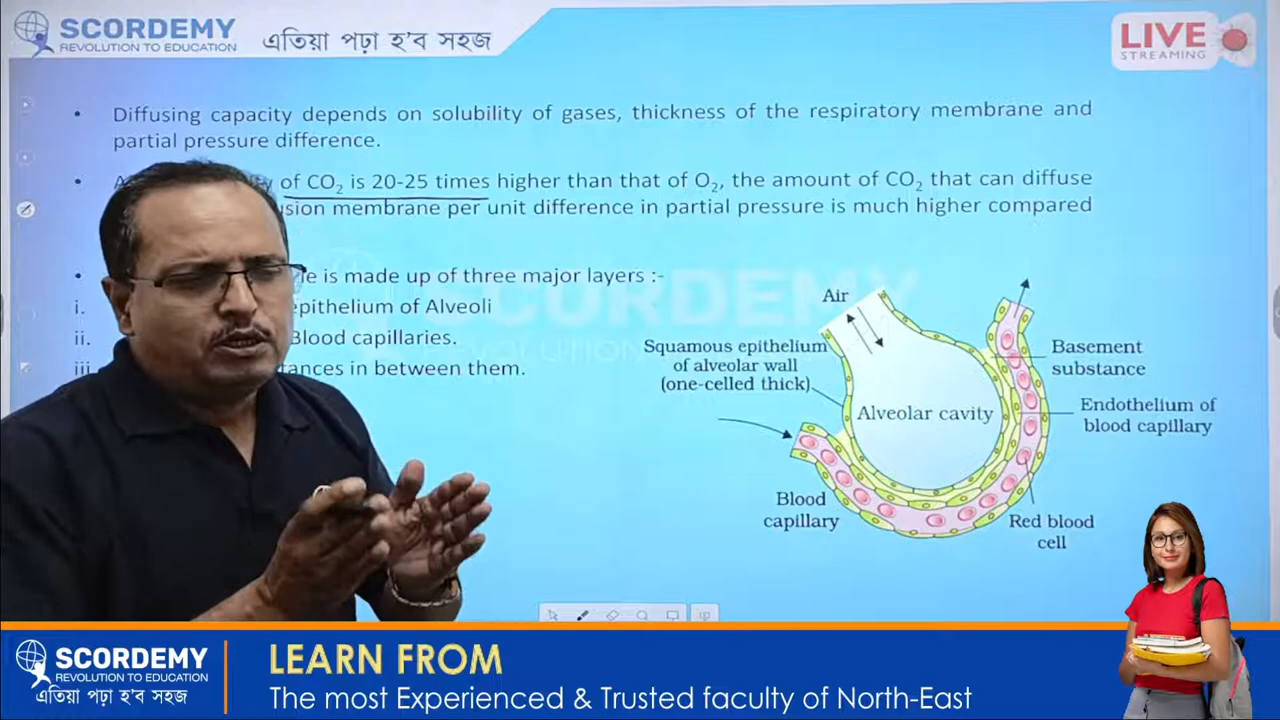 SCORDEMY
REVOLUTION TO EDUCATION
এতিয়া পঢ়া হ'ব সহজ
LIVE
STREAMING
• Diffusing capacity depends on solubility of gases, thickness of the respiratory membrane and
partial pressure difference.
• of CO₂ is 20-25 times higher than that of O₂, the amount of CO₂ that can diffuse
membrane per unit difference in partial pressure is much higher compared
• is made up of three major layers :-
i. epithelium of Alveoli
ii. Blood capillaries.
iii. in between them.
SCORDEMY
Air
Squamous epithelium
of alveolar wall
(one-celled thick)
Alveolar cavity
Basement
substance
Endothelium of
blood capillary
Blood
capillary
Red blood
cell
SCORDEMY
REVOLUTION TO EDUCATION
এতিয়া পঢ়া হ'ব সহজ
LEARN FROM
The most Experienced & Trusted faculty of North-East